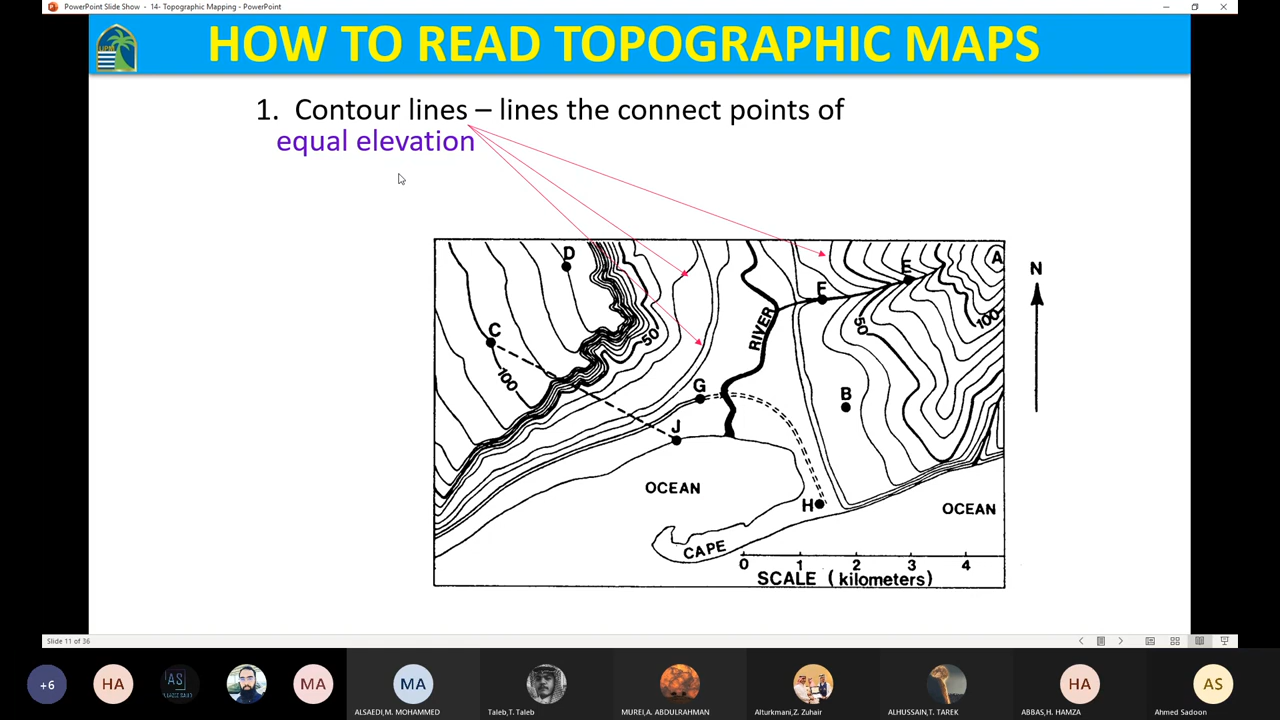 PowerPoint Slide Show - 14- Topographic Mapping - PowerPoint
HOW TO READ TOPOGRAPHIC MAPS
1. Contour lines – lines the connect points of
equal elevation
D
E
A
N
F
C
50
RIVER
50
100
100
G
B
J
OCEAN
H
OCEAN
CAPE
0 1 2 3 4
SCALE (kilometers)
Slide 11 of 36
+6
HA
AS
MA
MA
HA
AS
ALSAEDI,M. MOHAMMED
Taleb,T. Taleb
MUREI,A. ABDULRAHMAN
Alturkmani,Z. Zuhair
ALHUSSAIN,T. TAREK
ABBAS,H. HAMZA
Ahmed Sadoon